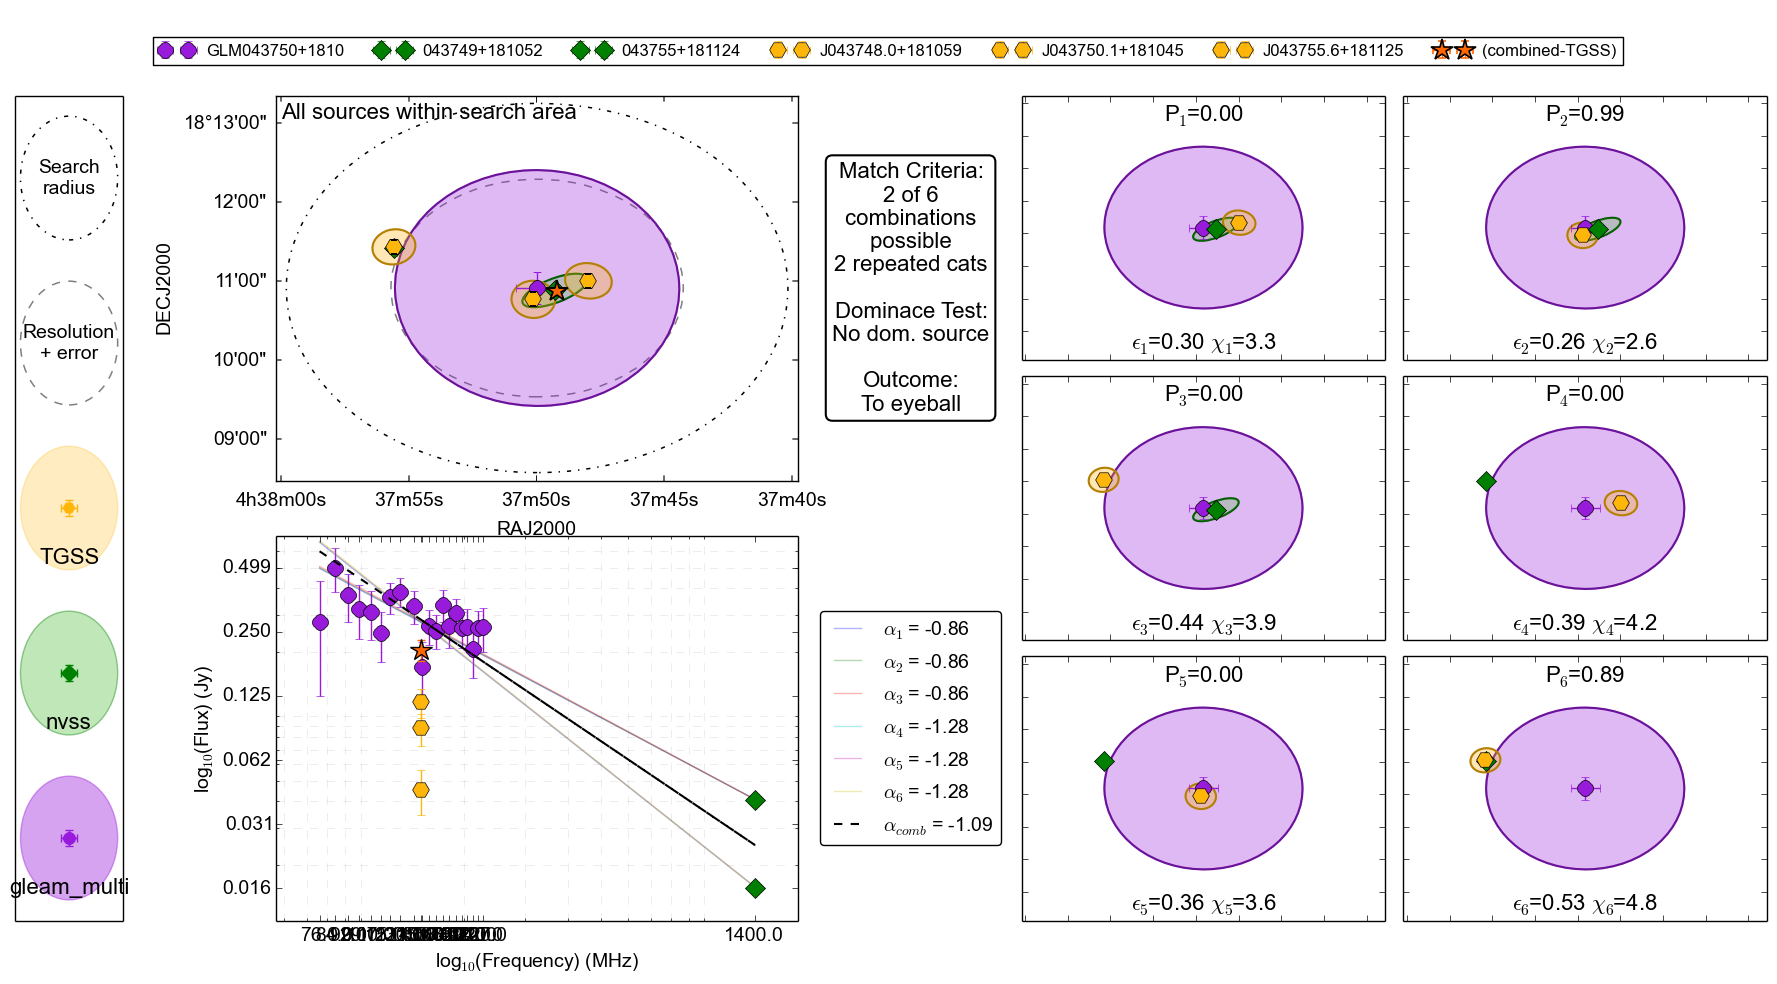 GLM043750+1810 043749+181052 043755+181124 J043748.0+181059 J043750.1+181045 J043755.6+181125 (combined-TGSS)
Search
radius
Resolution
+ error
TGSS
nvss
gleam_multi
All sources within search area
DECJ2000
18°13'00"
12'00"
11'00"
10'00"
09'00"
4h38m00s 37m55s 37m50s 37m45s 37m40s
RAJ2000
Match Criteria:
2 of 6
combinations
possible
2 repeated cats
Dominace Test:
No dom. source
Outcome:
To eyeball
log₁₀(Flux) (Jy)
0.499
0.250
0.125
0.062
0.031
0.016
1400.0
log₁₀(Frequency) (MHz)
α₁ = -0.86
α₂ = -0.86
α₃ = -0.86
α₄ = -1.28
α₅ = -1.28
α₆ = -1.28
α_comb = -1.09
P₁=0.00
ϵ₁=0.30 χ₁=3.3
P₂=0.99
ϵ₂=0.26 χ₂=2.6
P₃=0.00
ϵ₃=0.44 χ₃=3.9
P₄=0.00
ϵ₄=0.39 χ₄=4.2
P₅=0.00
ϵ₅=0.36 χ₅=3.6
P₆=0.89
ϵ₆=0.53 χ₆=4.8